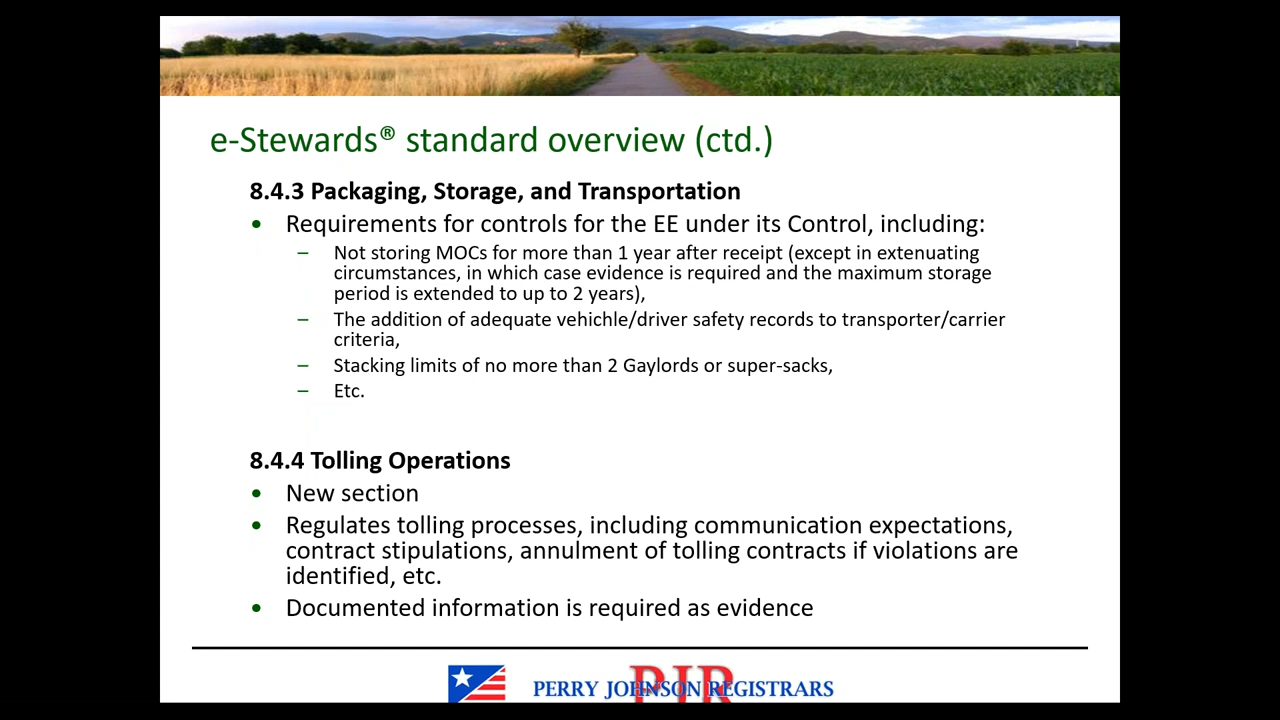 e-Stewards® standard overview (ctd.)
8.4.3 Packaging, Storage, and Transportation
• Requirements for controls for the EE under its Control, including:
– Not storing MOCs for more than 1 year after receipt (except in extenuating
circumstances, in which case evidence is required and the maximum storage
period is extended to up to 2 years),
– The addition of adequate vehichle/driver safety records to transporter/carrier
criteria,
– Stacking limits of no more than 2 Gaylords or super-sacks,
– Etc.
8.4.4 Tolling Operations
• New section
• Regulates tolling processes, including communication expectations,
contract stipulations, annulment of tolling contracts if violations are
identified, etc.
• Documented information is required as evidence
PJR
PERRY JOHNSON REGISTRARS